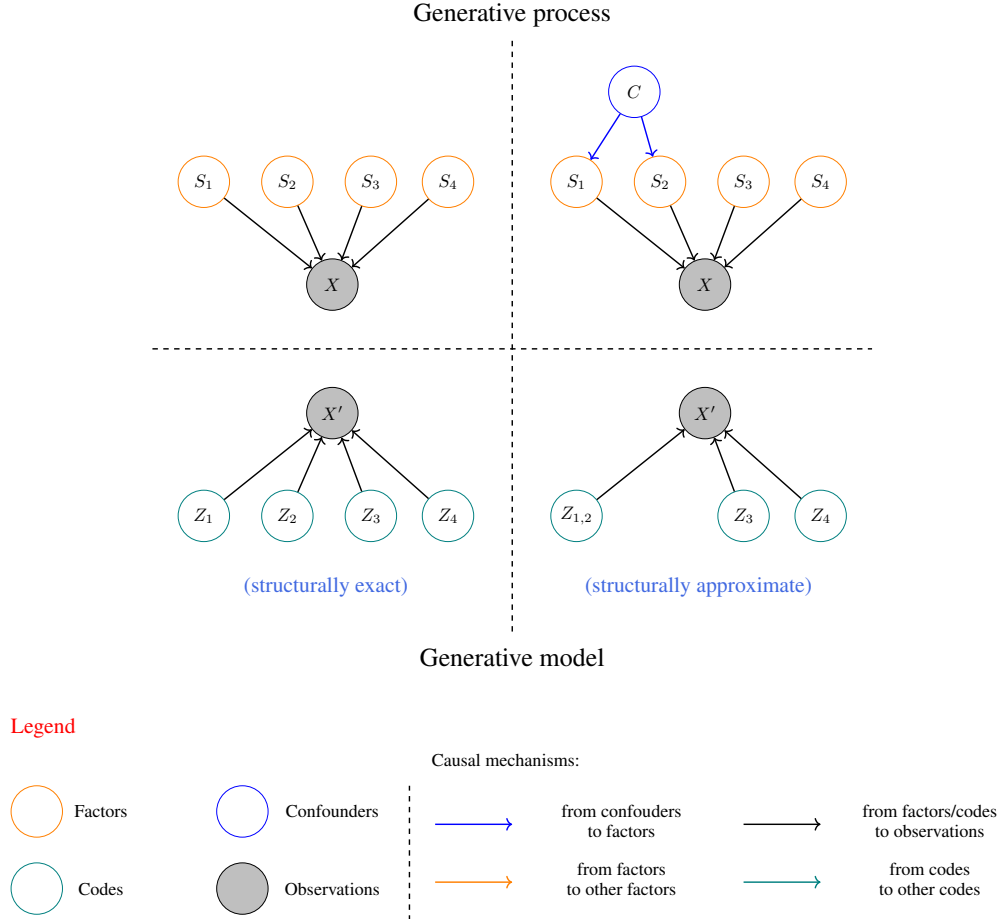 Generative process
C
S₁ S₂ S₃ S₄
S₁ S₂ S₃ S₄
X
X
X′
X′
Z₁ Z₂ Z₃ Z₄
Z₁,₂ Z₃ Z₄
(structurally exact)
(structurally approximate)
Generative model
Legend
Causal mechanisms:
Factors
Confounders
from confouders
to factors
from factors/codes
to observations
Codes
Observations
from factors
to other factors
from codes
to other codes